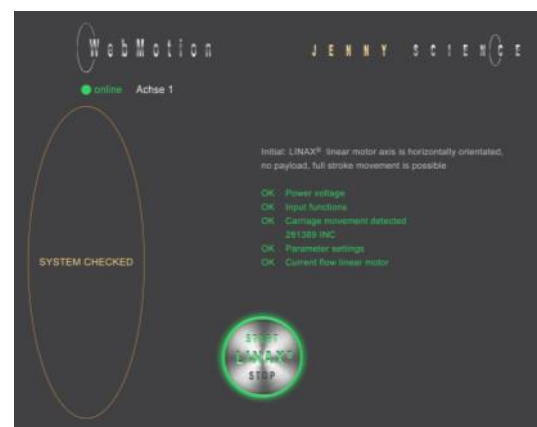 WebMotion
JENNY SCIENCE
online Achse 1
Initial: LINAX® linear motor axis is horizontally orientated,
no payload, full stroke movement is possible
OK Power voltage
OK Input functions
OK Carriage movement detected
281389 INC
OK Parameter settings
OK Current flow linear motor
SYSTEM CHECKED
START
LINAX®
STOP